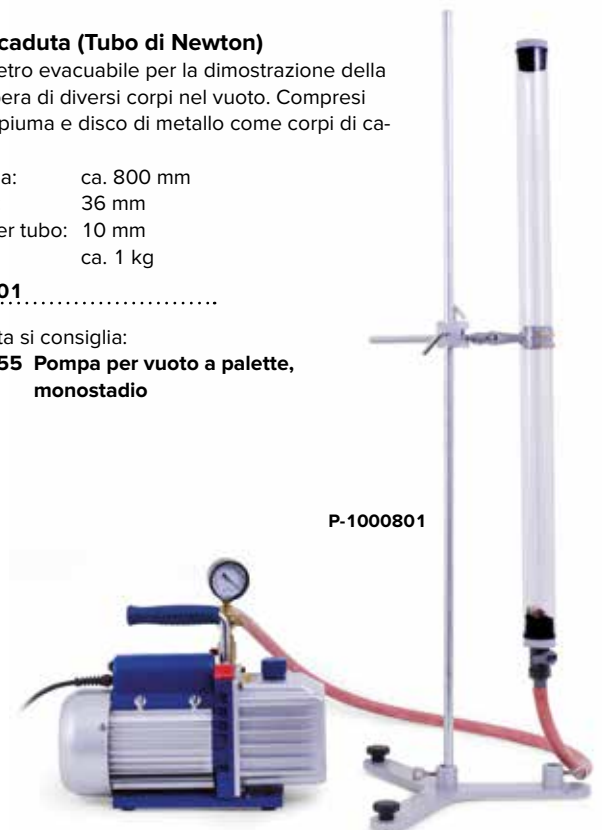 caduta (Tubo di Newton)
etro evacuabile per la dimostrazione della
pera di diversi corpi nel vuoto. Compresi
piuma e disco di metallo come corpi di ca-
a: ca. 800 mm
36 mm
er tubo: 10 mm
ca. 1 kg
01
ta si consiglia:
55 Pompa per vuoto a palette,
monostadio
P-1000801